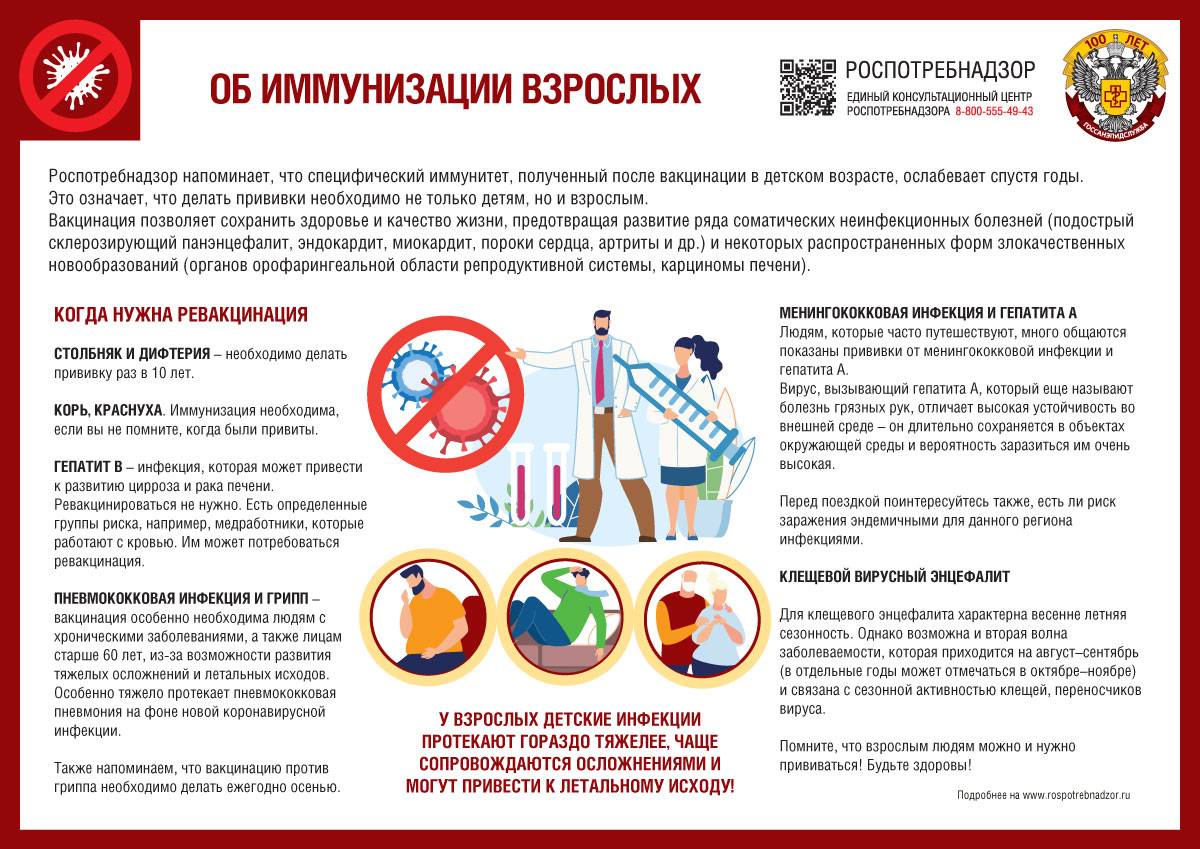 ОБ ИММУНИЗАЦИИ ВЗРОСЛЫХ
РОСПОТРЕБНАДЗОР
ЕДИНЫЙ КОНСУЛЬТАЦИОННЫЙ ЦЕНТР
РОСПОТРЕБНАДЗОРА 8-800-555-49-43
100 ЛЕТ
ГОССАНЭПИДСЛУЖБА
Роспотребнадзор напоминает, что специфический иммунитет, полученный после вакцинации в детском возрасте, ослабевает спустя годы.
Это означает, что делать прививки необходимо не только детям, но и взрослым.
Вакцинация позволяет сохранить здоровье и качество жизни, предотвращая развитие ряда соматических неинфекционных болезней (подострый
склерозирующий панэнцефалит, эндокардит, миокардит, пороки сердца, артриты и др.) и некоторых распространенных форм злокачественных
новообразований (органов орофарингеальной области репродуктивной системы, карциномы печени).
КОГДА НУЖНА РЕВАКЦИНАЦИЯ
СТОЛБНЯК И ДИФТЕРИЯ – необходимо делать
прививку раз в 10 лет.
КОРЬ, КРАСНУХА. Иммунизация необходима,
если вы не помните, когда были привиты.
ГЕПАТИТ В – инфекция, которая может привести
к развитию цирроза и рака печени.
Ревакцинироваться не нужно. Есть определенные
группы риска, например, медработники, которые
работают с кровью. Им может потребоваться
ревакцинация.
ПНЕВМОКОККОВАЯ ИНФЕКЦИЯ И ГРИПП –
вакцинация особенно необходима людям с
хроническими заболеваниями, а также лицам
старше 60 лет, из-за возможности развития
тяжелых осложнений и летальных исходов.
Особенно тяжело протекает пневмококковая
пневмония на фоне новой коронавирусной
инфекции.
Также напоминаем, что вакцинацию против
гриппа необходимо делать ежегодно осенью.
У ВЗРОСЛЫХ ДЕТСКИЕ ИНФЕКЦИИ
ПРОТЕКАЮТ ГОРАЗДО ТЯЖЕЛЕЕ, ЧАЩЕ
СОПРОВОЖДАЮТСЯ ОСЛОЖНЕНИЯМИ И
МОГУТ ПРИВЕСТИ К ЛЕТАЛЬНОМУ ИСХОДУ!
МЕНИНГОКОККОВАЯ ИНФЕКЦИЯ И ГЕПАТИТА А
Людям, которые часто путешествуют, много общаются
показаны прививки от менингококковой инфекции и
гепатита А.
Вирус, вызывающий гепатита А, который еще называют
болезнь грязных рук, отличает высокая устойчивость во
внешней среде – он длительно сохраняется в объектах
окружающей среды и вероятность заразиться им очень
высокая.
Перед поездкой поинтересуйтесь также, есть ли риск
заражения эндемичными для данного региона
инфекциями.
КЛЕЩЕВОЙ ВИРУСНЫЙ ЭНЦЕФАЛИТ
Для клещевого энцефалита характерна весенне летняя
сезонность. Однако возможна и вторая волна
заболеваемости, которая приходится на август–сентябрь
(в отдельные годы может отмечаться в октябре–ноябре)
и связана с сезонной активностью клещей, переносчиков
вируса.
Помните, что взрослым людям можно и нужно
прививаться! Будьте здоровы!
Подробнее на www.rospotrebnadzor.ru